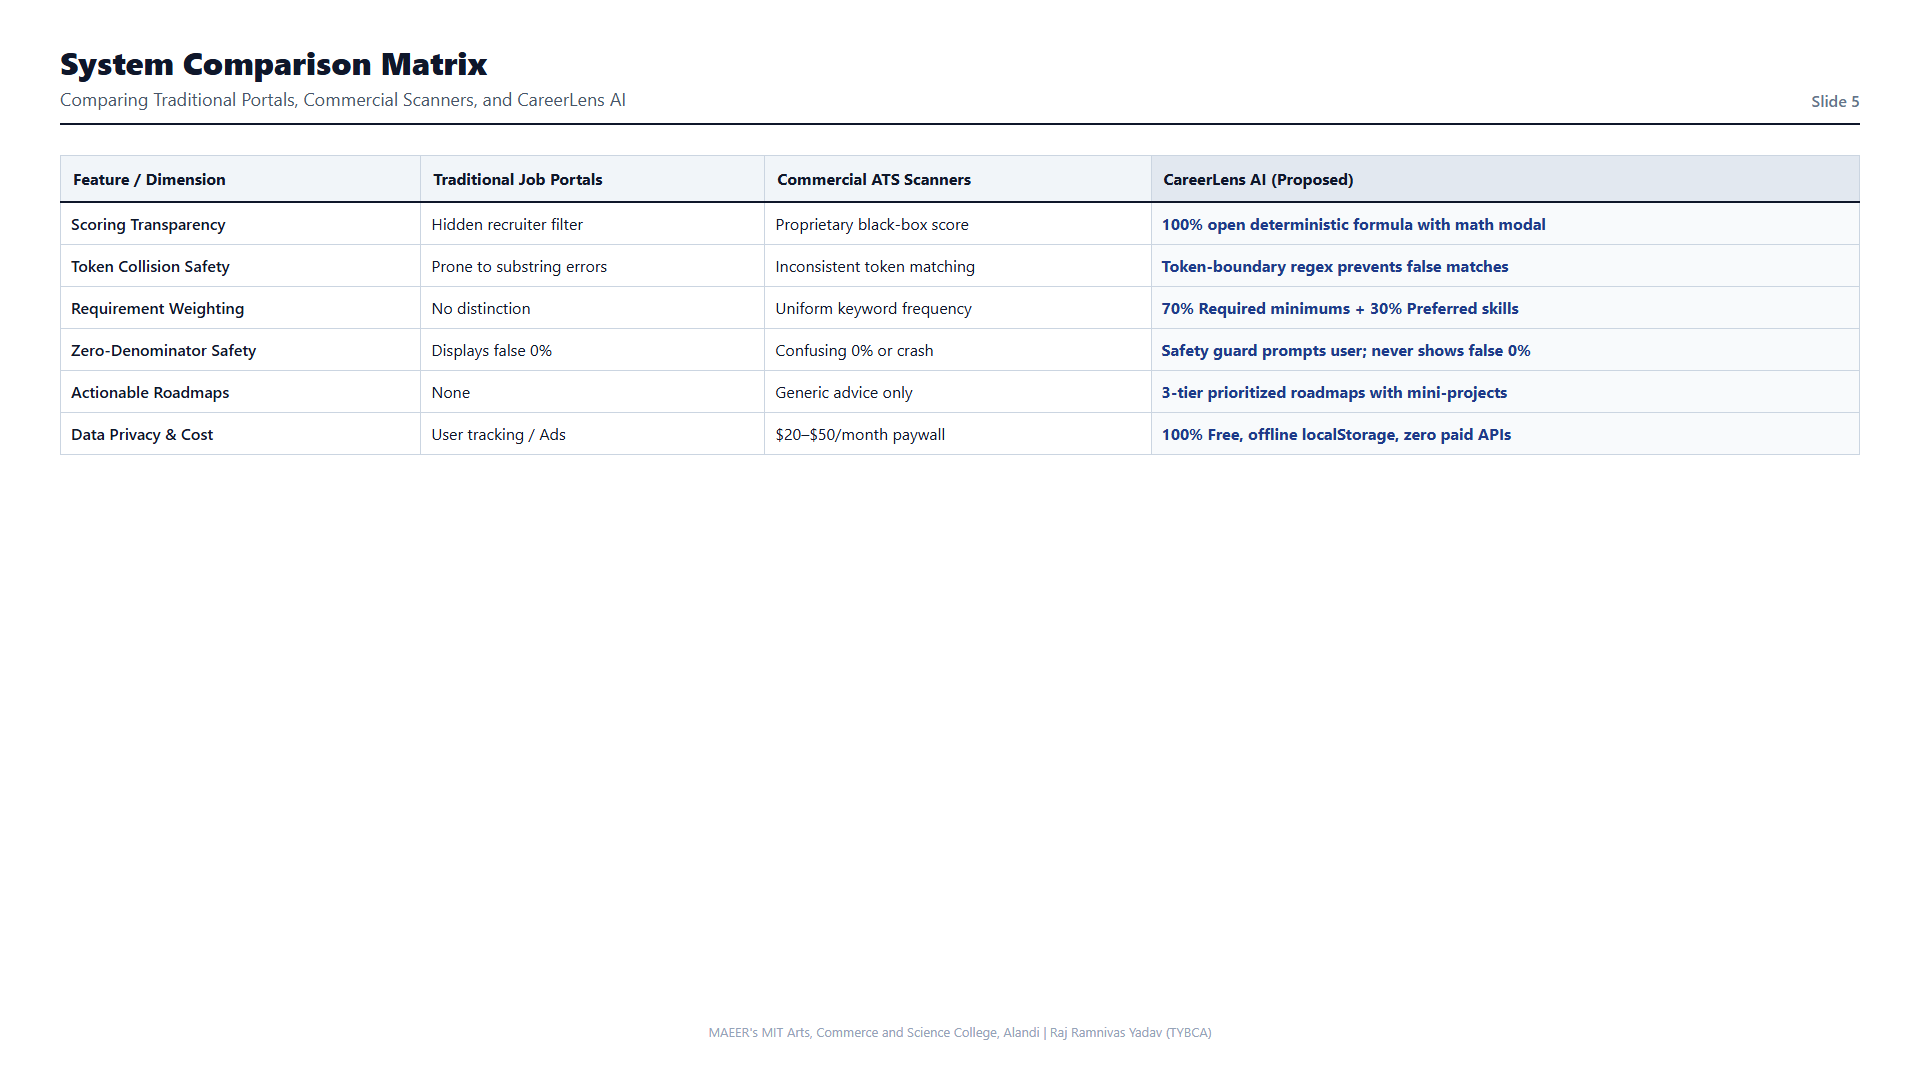 System Comparison Matrix
Comparing Traditional Portals, Commercial Scanners, and CareerLens AI
Slide 5
Feature / Dimension Traditional Job Portals Commercial ATS Scanners CareerLens AI (Proposed)
Scoring Transparency Hidden recruiter filter Proprietary black-box score 100% open deterministic formula with math modal
Token Collision Safety Prone to substring errors Inconsistent token matching Token-boundary regex prevents false matches
Requirement Weighting No distinction Uniform keyword frequency 70% Required minimums + 30% Preferred skills
Zero-Denominator Safety Displays false 0% Confusing 0% or crash Safety guard prompts user; never shows false 0%
Actionable Roadmaps None Generic advice only 3-tier prioritized roadmaps with mini-projects
Data Privacy & Cost User tracking / Ads $20–$50/month paywall 100% Free, offline localStorage, zero paid APIs
MAEER's MIT Arts, Commerce and Science College, Alandi | Raj Ramnivas Yadav (TYBCA)